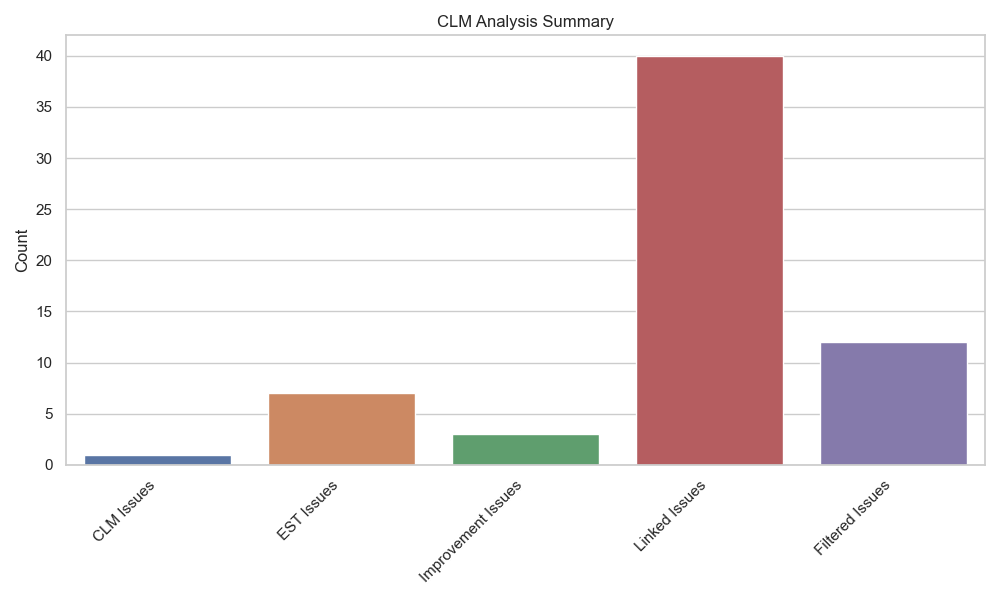 CLM Analysis Summary
Count
40
35
30
25
20
15
10
5
0
CLM Issues
EST Issues
Improvement Issues
Linked Issues
Filtered Issues